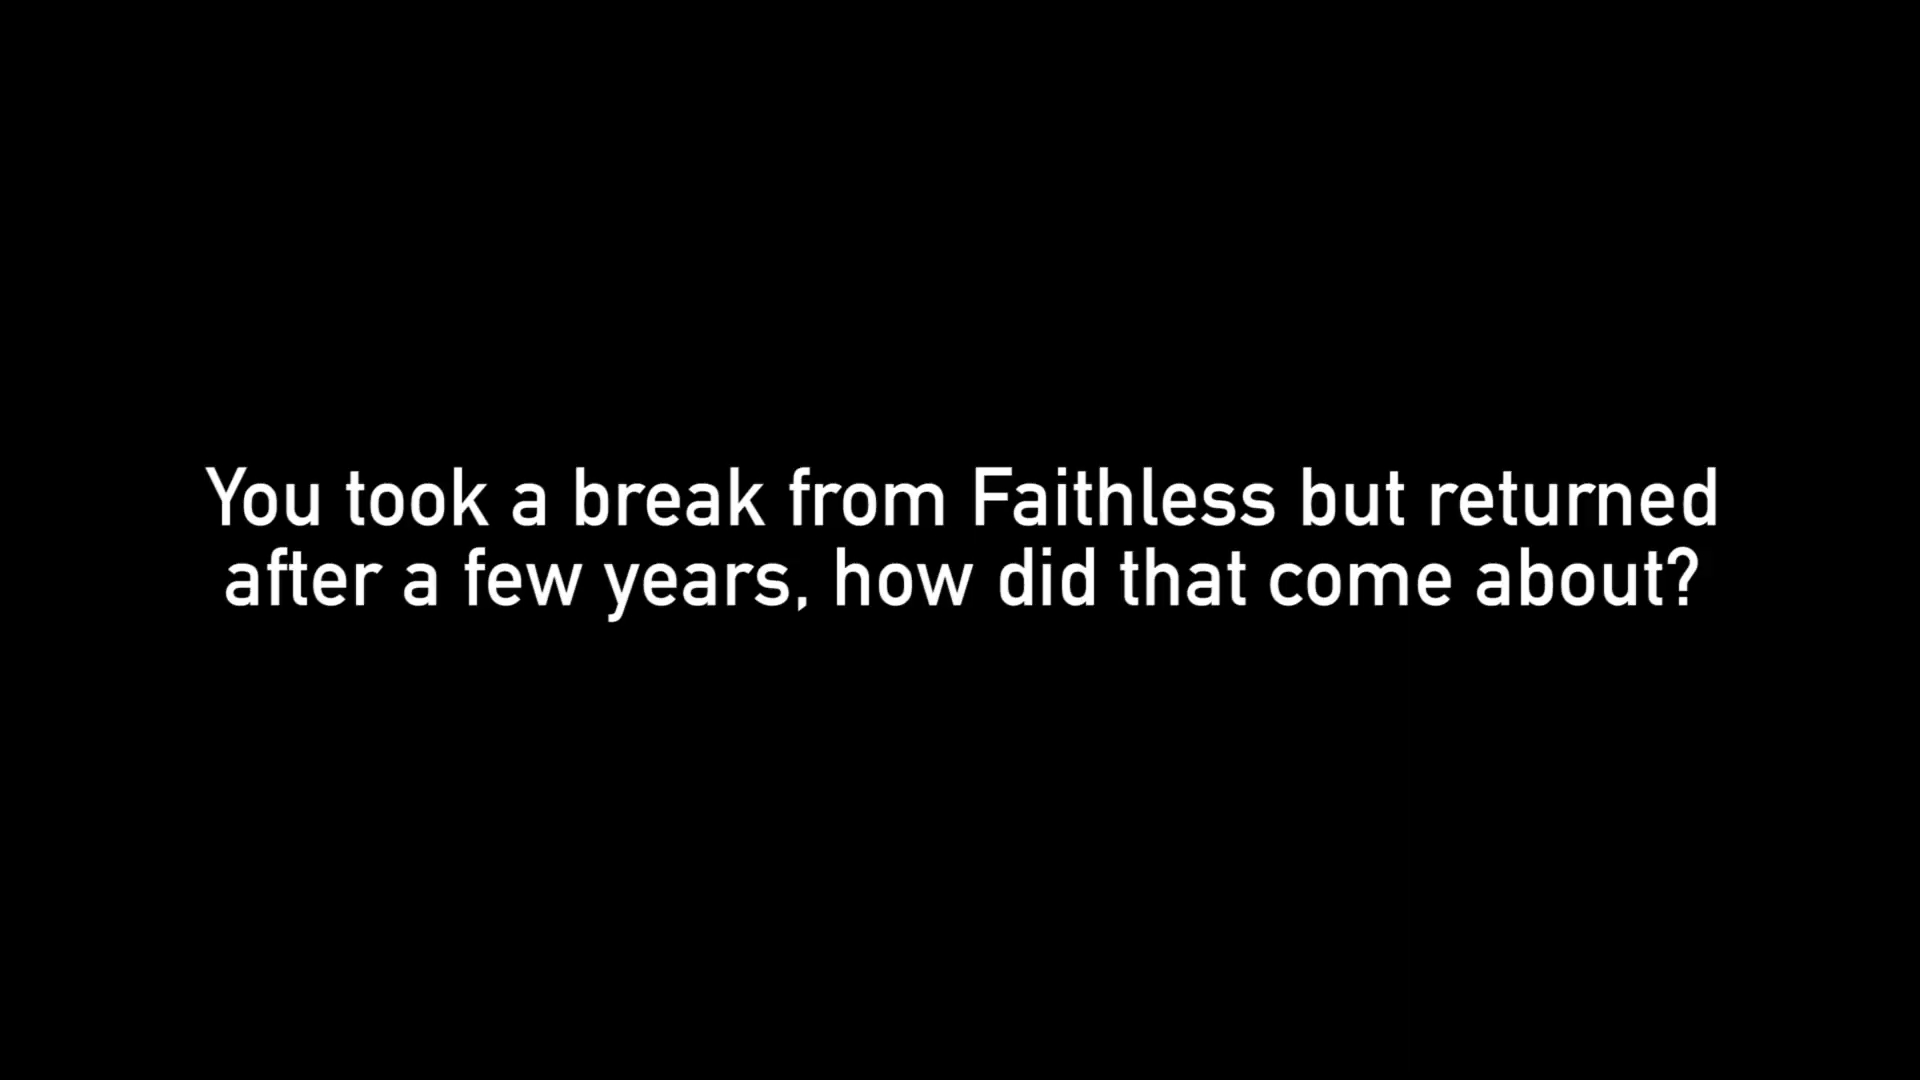 You took a break from Faithless but returned
after a few years, how did that come about?